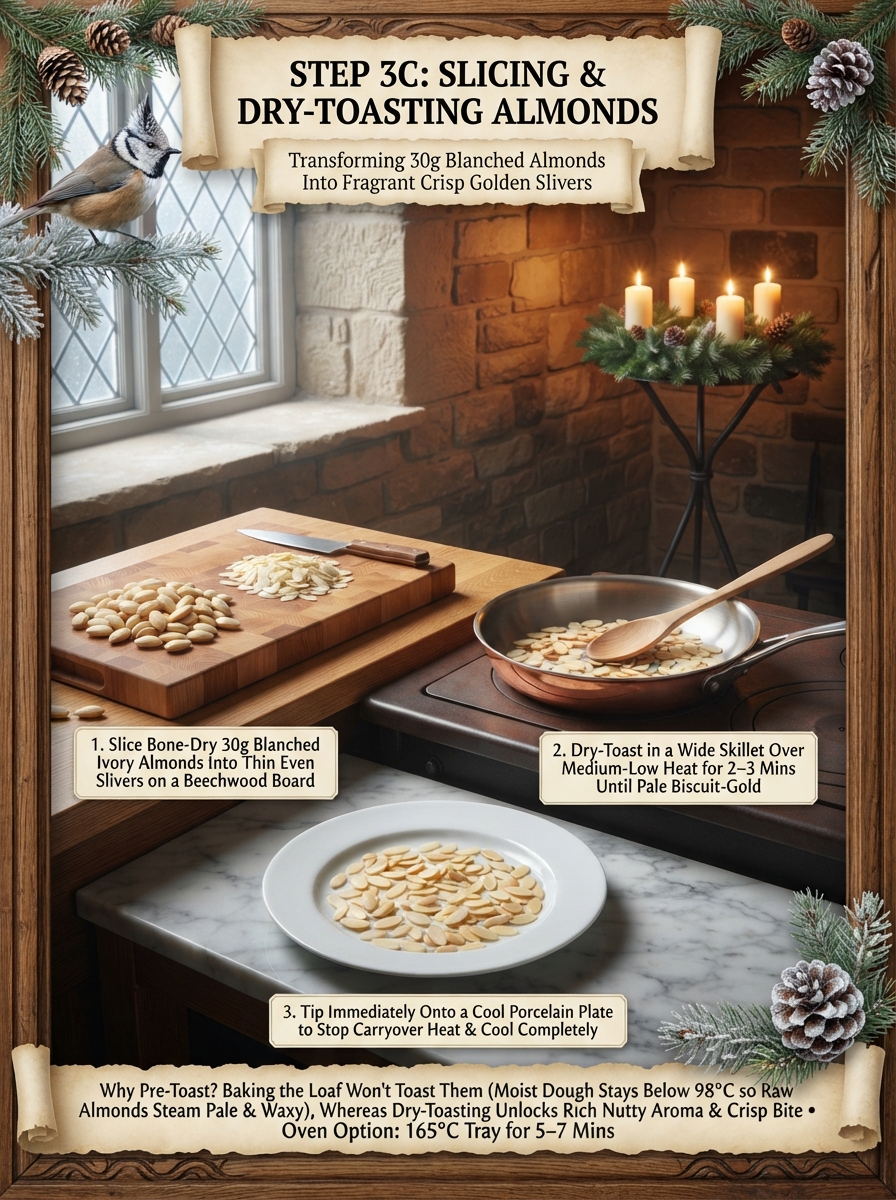 STEP 3C: SLICING &
DRY-TOASTING ALMONDS
Transforming 30g Blanched Almonds
Into Fragrant Crisp Golden Slivers
1. Slice Bone-Dry 30g Blanched
Ivory Almonds Into Thin Even
Slivers on a Beechwood Board
2. Dry-Toast in a Wide Skillet Over
Medium-Low Heat for 2–3 Mins
Until Pale Biscuit-Gold
3. Tip Immediately Onto a Cool Porcelain Plate
to Stop Carryover Heat & Cool Completely
Why Pre-Toast? Baking the Loaf Won't Toast Them (Moist Dough Stays Below 98°C so Raw
Almonds Steam Pale & Waxy), Whereas Dry-Toasting Unlocks Rich Nutty Aroma & Crisp Bite •
Oven Option: 165°C Tray for 5–7 Mins